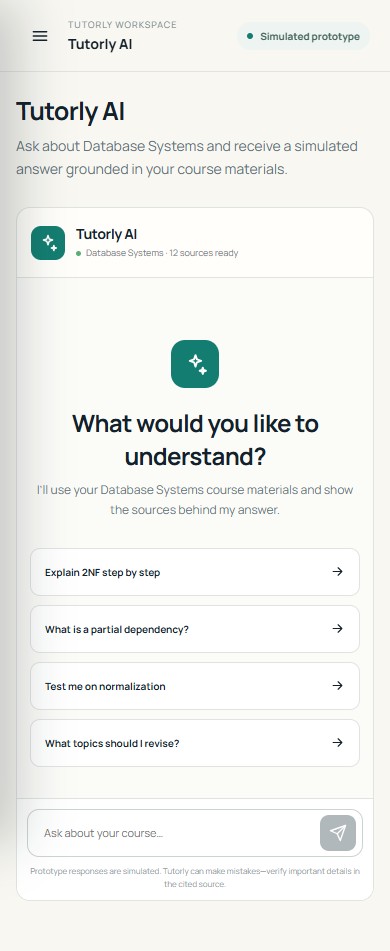 TUTORLY WORKSPACE
Tutorly AI
Simulated prototype
Tutorly AI
Ask about Database Systems and receive a simulated
answer grounded in your course materials.
Tutorly AI
Database Systems · 12 sources ready
What would you like to
understand?
I'll use your Database Systems course materials and show
the sources behind my answer.
Explain 2NF step by step
What is a partial dependency?
Test me on normalization
What topics should I revise?
Ask about your course...
Prototype responses are simulated. Tutorly can make mistakes—verify important details in
the cited source.